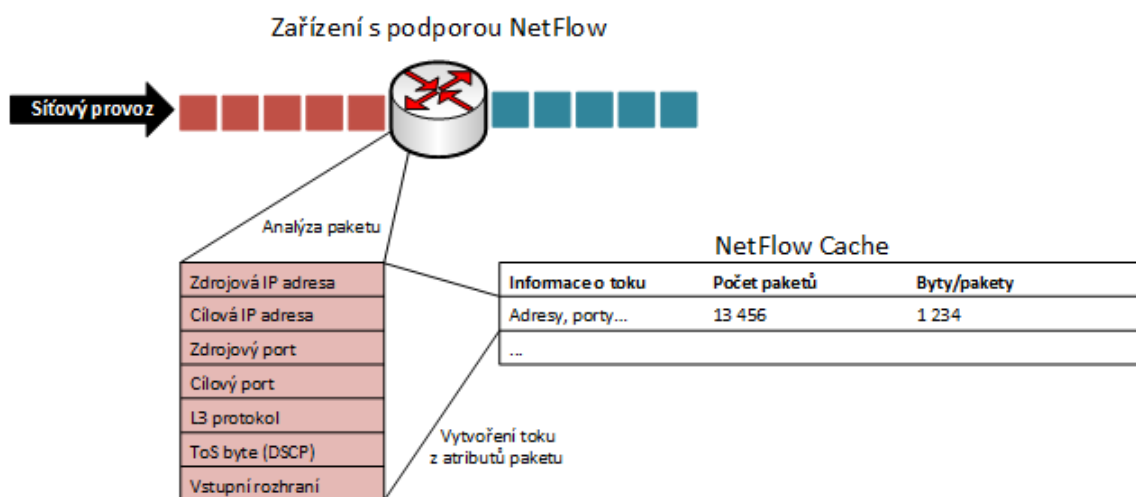 Zařízení s podporou NetFlow
Síťový provoz
Analýza paketu
NetFlow Cache
Zdrojová IP adresa
Cílová IP adresa
Zdrojový port
Cílový port
L3 protokol
ToS byte (DSCP)
Vstupní rozhraní
Informace o toku Počet paketů Byty/pakety
Adresy, porty... 13 456 1 234
...
Vytvoření toku
z atributů paketu